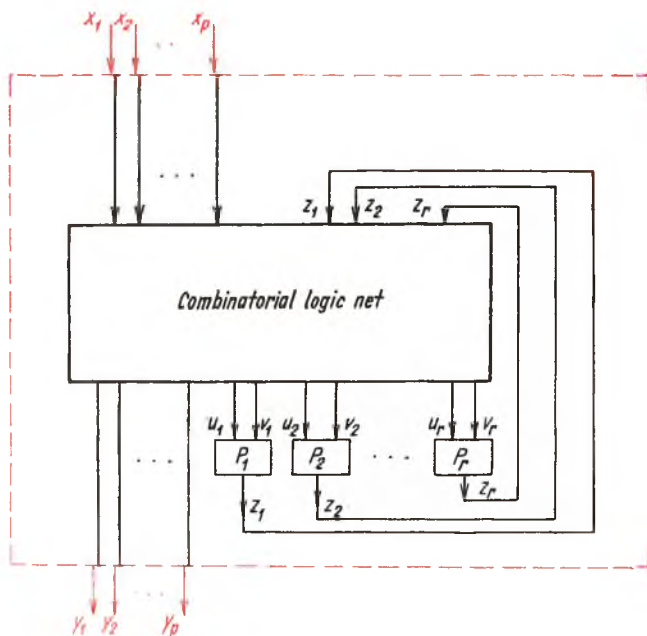 x₁ x₂ ... xₚ
...
z₁ z₂ zᵣ
Combinatorial logic net
u₁ v₁ u₂ v₂ uᵣ vᵣ
... P₁ P₂ ... Pᵣ
z₁ z₂ zᵣ
...
y₁ y₂ yₚ